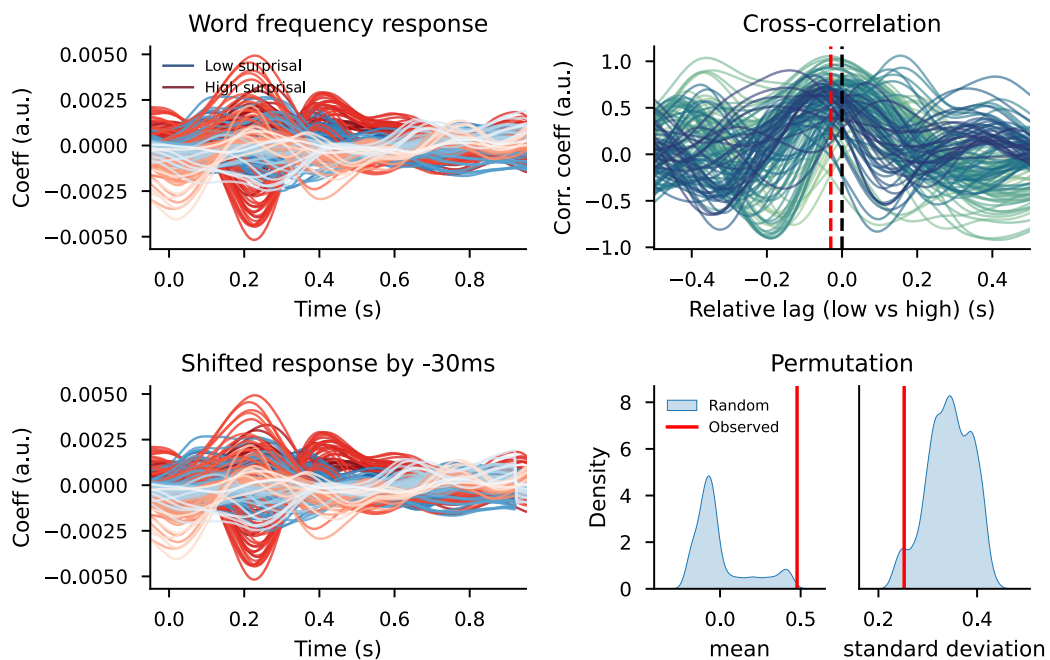 Word frequency response
Coeff (a.u.)
0.0050
0.0025
0.0000
−0.0025
−0.0050
Low surprisal
High surprisal
0.0 0.2 0.4 0.6 0.8
Time (s)
Cross-correlation
Corr. coeff (a.u.)
1.0
0.5
0.0
−0.5
−1.0
−0.4 −0.2 0.0 0.2 0.4
Relative lag (low vs high) (s)
Shifted response by -30ms
Coeff (a.u.)
0.0050
0.0025
0.0000
−0.0025
−0.0050
0.0 0.2 0.4 0.6 0.8
Time (s)
Permutation
Density
8
6
4
2
0
Random
Observed
0.0 0.5
mean
0.2 0.4
standard deviation